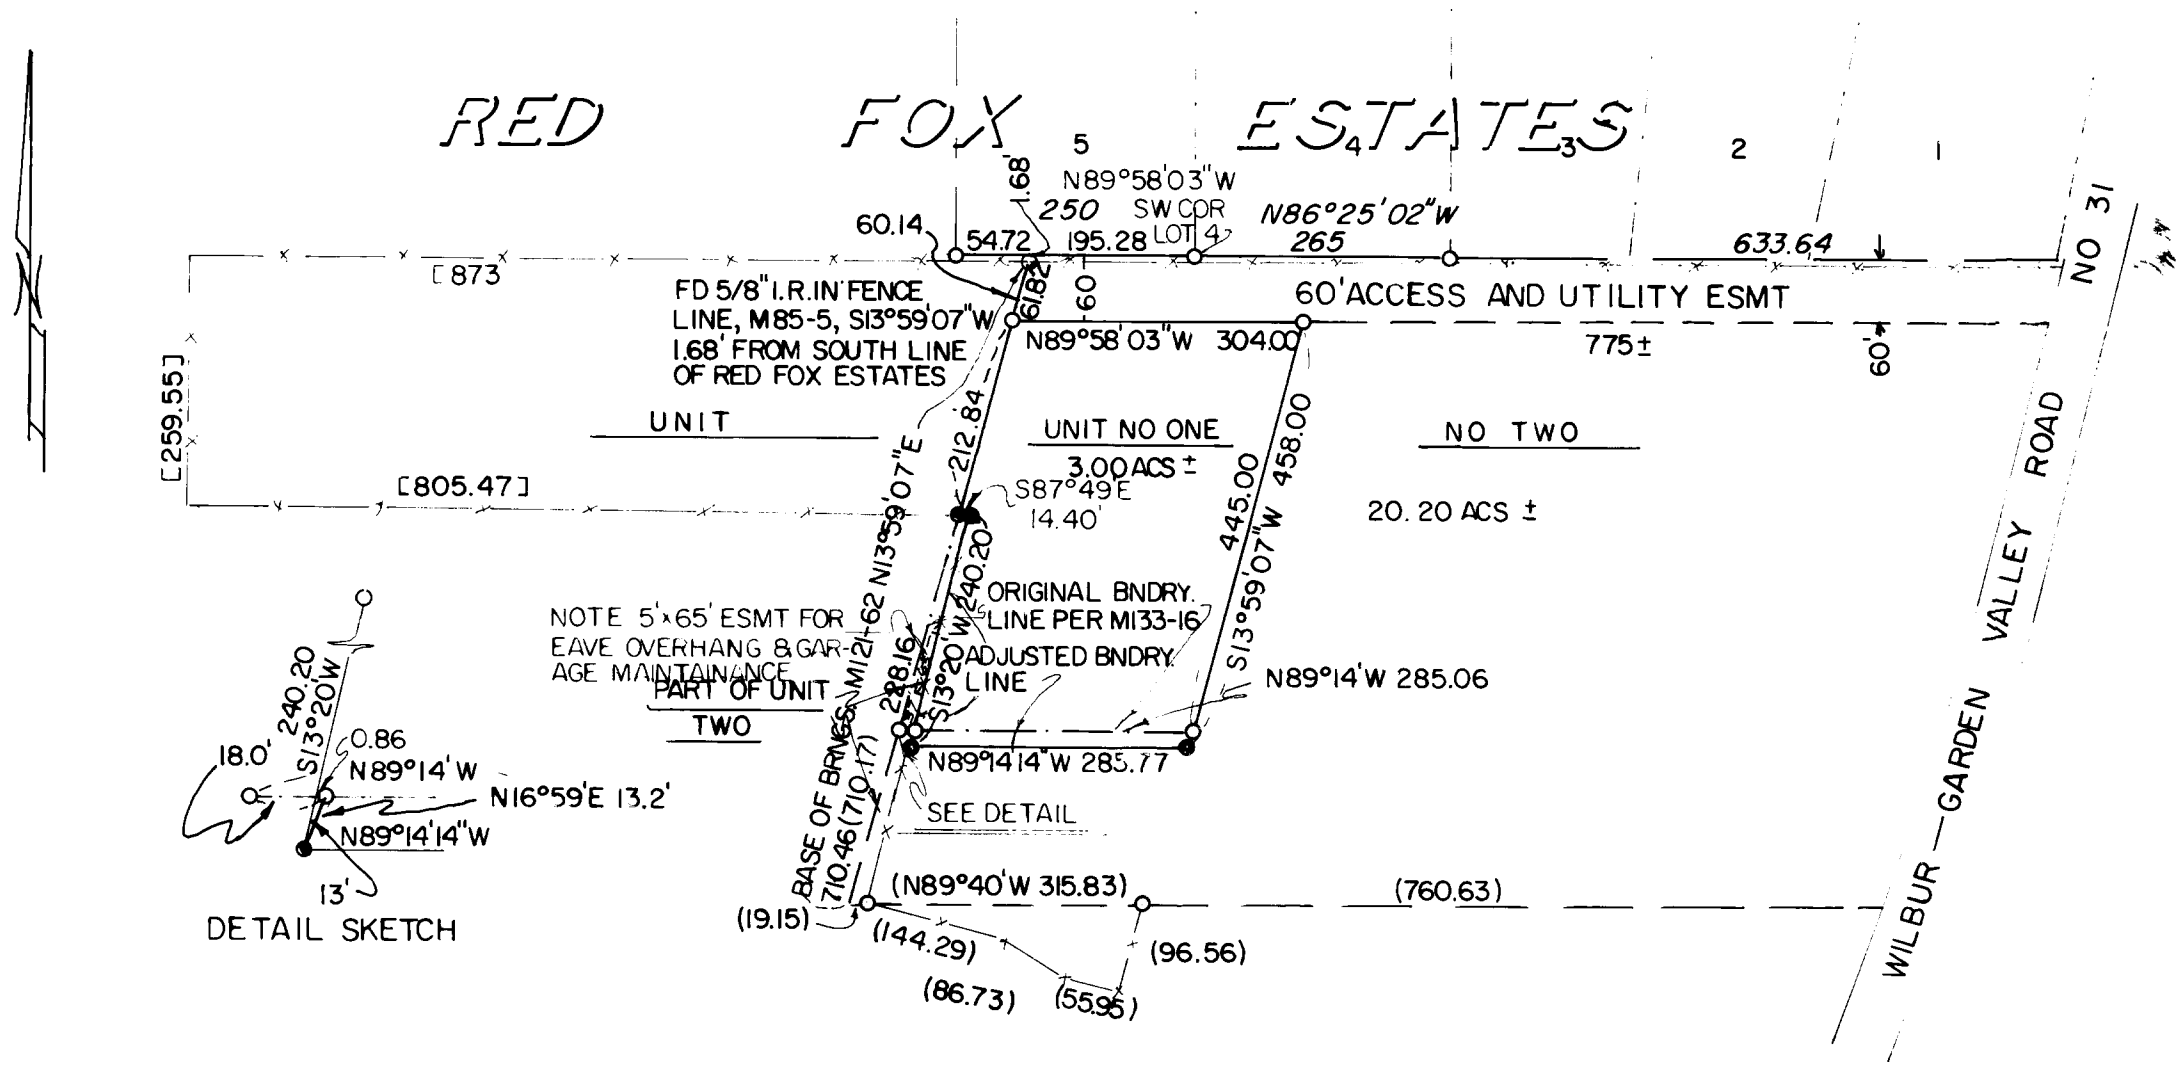 RED FOX ESTATES
5
4
3
2
1
1.68'
N89°58'03"W
250
SW COR
LOT 4
N86°25'02"W
60.14
54.72
195.28
265
633.64
NO 31
[873
61.82
60
60' ACCESS AND UTILITY ESMT
FD 5/8" I.R. IN FENCE
LINE, M85-5, S13°59'07"W
1.68' FROM SOUTH LINE
OF RED FOX ESTATES
N89°58'03"W 304.00
775±
60'
[259.55]
UNIT
212.84
UNIT NO ONE
3.00 ACS ±
458.00
445.00
S13°59'07"W
NO TWO
20.20 ACS ±
[805.47]
S87°49'E
14.40'
BASE OF BRNGS. M121-62 N13°59'07"E
710.46 (710.17)
228.16
S13°20'W 240.20
ORIGINAL BNDRY.
LINE PER M133-16
ADJUSTED BNDRY.
LINE
NOTE 5'x65' ESMT FOR
EAVE OVERHANG & GAR-
AGE MAINTAINANCE
PART OF UNIT
TWO
N89°14'W 285.06
N89°14'14"W 285.77
SEE DETAIL
WILBUR—GARDEN VALLEY ROAD
240.20
S13°20'W
18.0'
0.86
N89°14'W
N16°59'E 13.2'
N89°14'14"W
13'
DETAIL SKETCH
(N89°40'W 315.83)
(760.63)
(19.15)
(144.29)
(96.56)
(86.73)
(55.95)